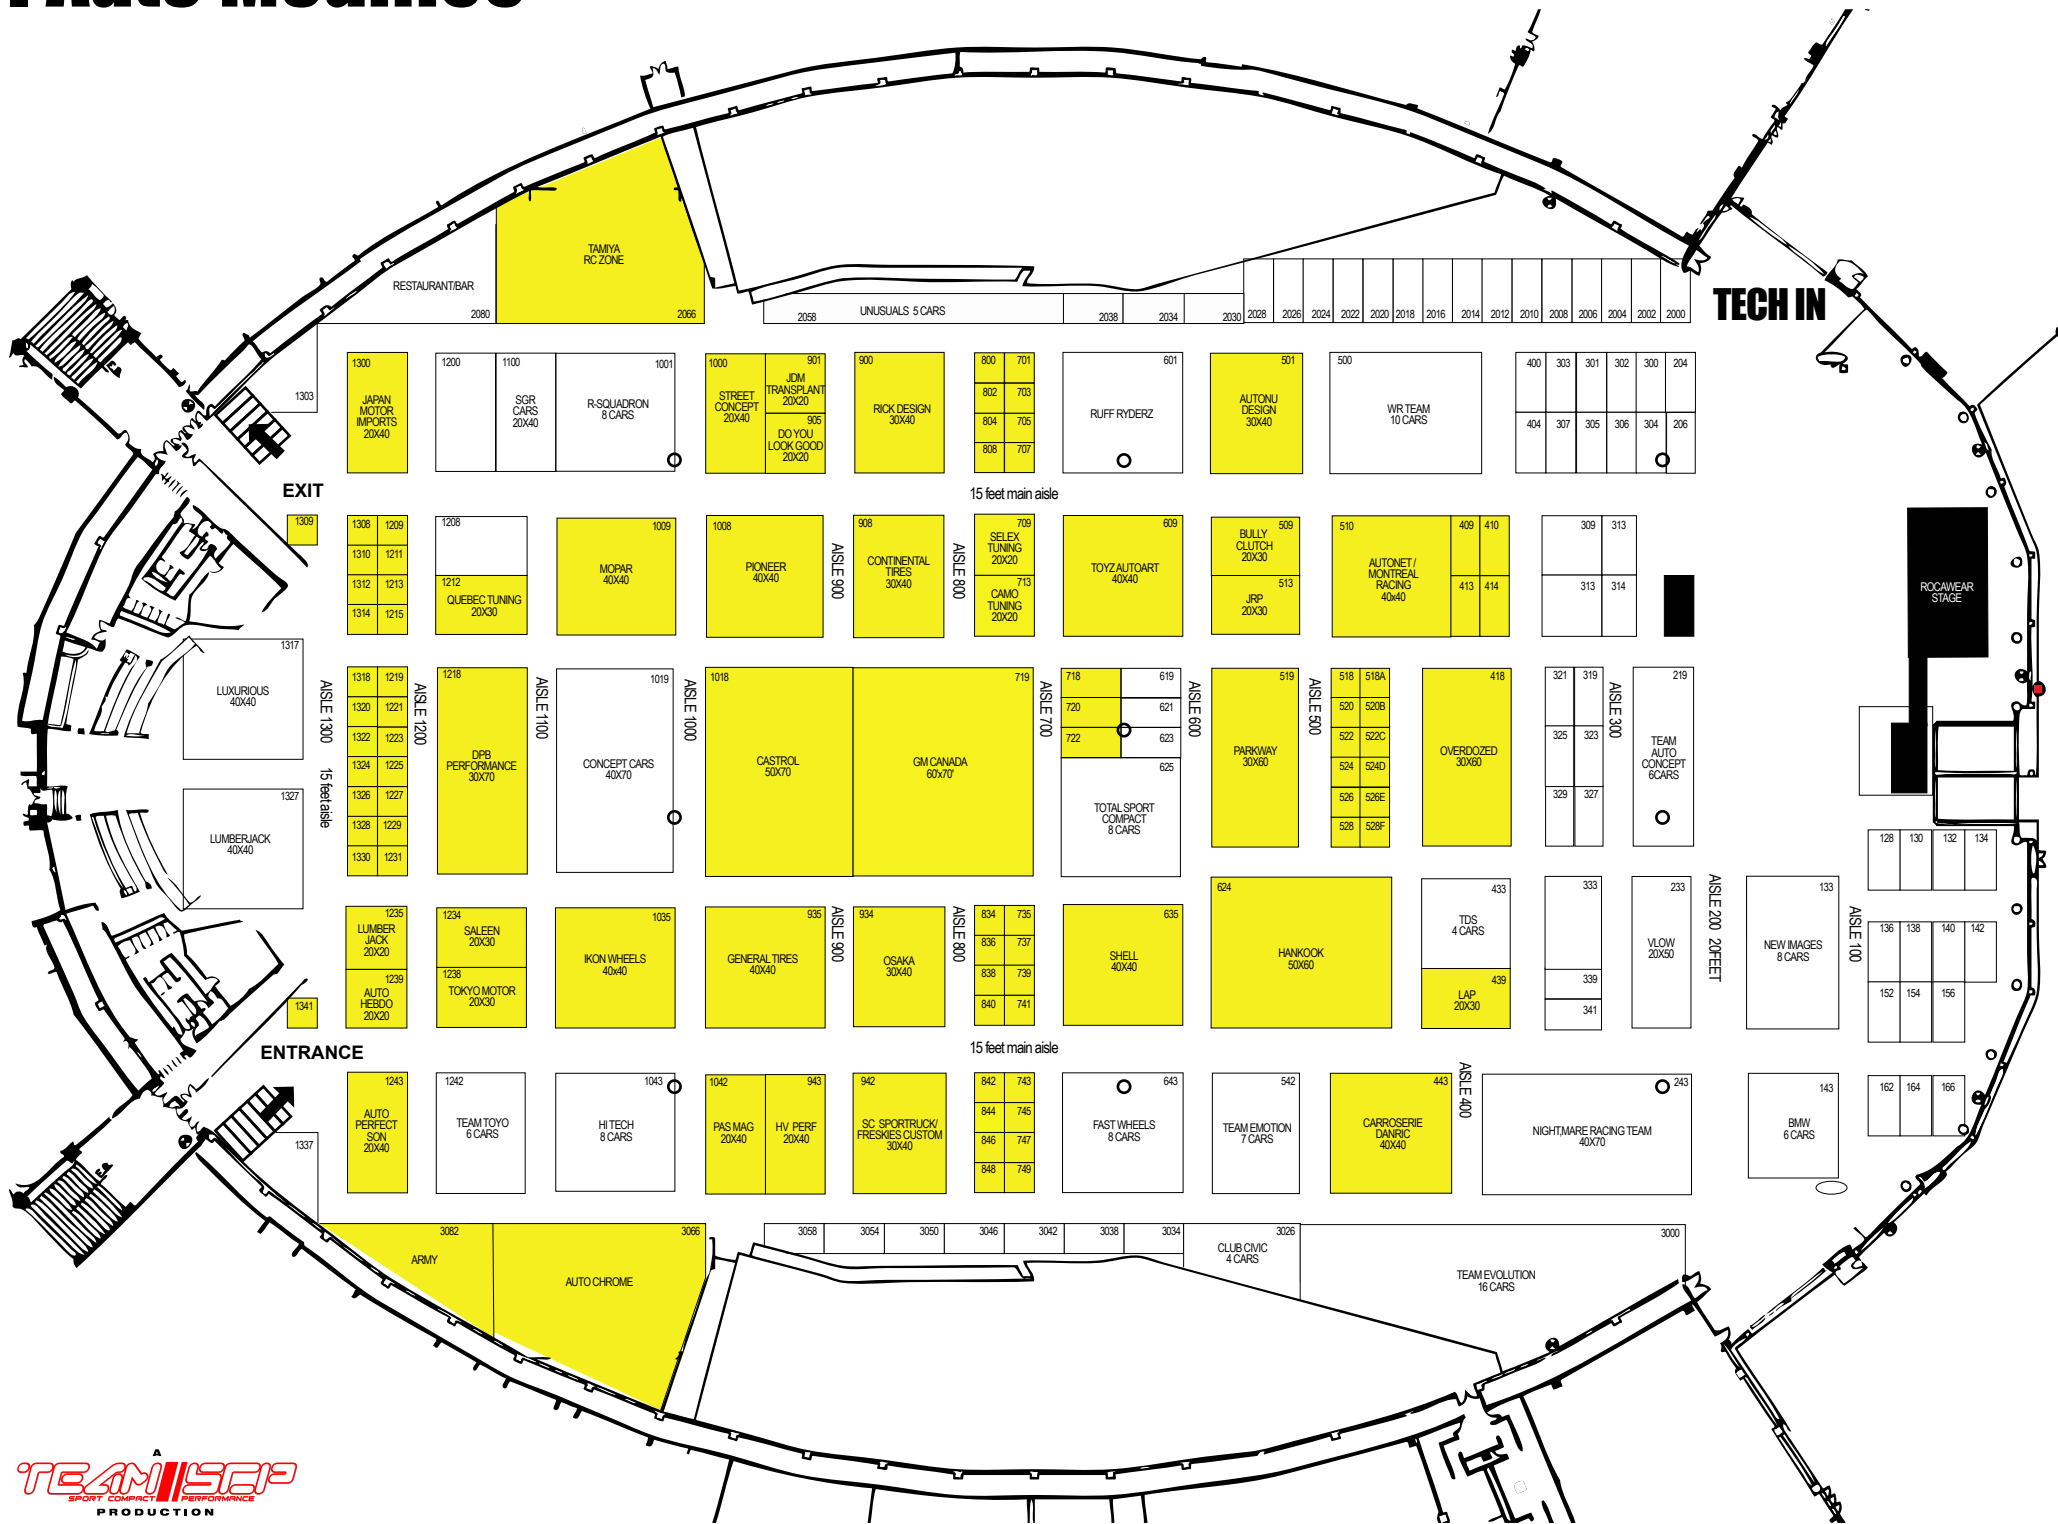 TAMIYA
RC ZONE
RESTAURANT/BAR
2080
2066
2058
UNUSUALS 5 CARS
2038
2034
2030
2028
2026
2024
2022
2020
2018
2016
2014
2012
2010
2008
2006
2004
2002
2000
TECH IN
1303
1300
JAPAN
MOTOR
IMPORTS
20X40
1200
1100
SGR
CARS
20X40
1001
R-SQUADRON
8 CARS
1000
STREET
CONCEPT
20X40
901
JDM
TRANSPLANT
20X20
905
DO YOU
LOOK GOOD
20X20
900
RICK DESIGN
30X40
800
701
802
703
804
705
808
707
601
RUFF RYDERZ
501
AUTONU
DESIGN
30X40
500
WR TEAM
10 CARS
400
303
301
302
300
204
404
307
305
306
304
206
EXIT
15 feet main aisle
1309
1308
1209
1310
1211
1312
1213
1314
1215
1208
1212
QUEBEC TUNING
20X30
1009
MOPAR
40X40
1008
PIONEER
40X40
AISLE 900
908
CONTINENTAL
TIRES
30X40
AISLE 800
709
SELEX
TUNING
20X20
713
CAMO
TUNING
20X20
609
TOYZ AUTOART
40X40
509
BULLY
CLUTCH
20X30
513
JRP
20X30
510
AUTONET /
MONTREAL
RACING
40x40
409
410
413
414
309
313
313
314
ROCAWEAR
STAGE
1317
LUXURIOUS
40X40
AISLE 1300
15 feet aisle
1327
LUMBERJACK
40X40
1318
1219
1320
1221
1322
1223
1324
1225
1326
1227
1328
1229
1330
1231
AISLE 1200
1218
DPB
PERFORMANCE
30X70
AISLE 1100
1019
CONCEPT CARS
40X70
AISLE 1000
1018
CASTROL
50X70
719
GM CANADA
60'x70'
AISLE 700
718
619
720
621
722
623
625
TOTAL SPORT
COMPACT
8 CARS
AISLE 600
519
PARKWAY
30X60
AISLE 500
518
518A
520
520B
522
522C
524
524D
526
526E
528
528F
418
OVERDOZED
30X60
321
319
325
323
329
327
AISLE 300
219
TEAM
AUTO
CONCEPT
6CARS
128
130
132
134
1235
LUMBER
JACK
20X20
1239
AUTO
HEBDO
20X20
1234
SALEEN
20X30
1238
TOKYO MOTOR
20X30
1035
IKON WHEELS
40x40
935
GENERAL TIRES
40X40
AISLE 900
934
OSAKA
30X40
AISLE 800
834
735
836
737
838
739
840
741
635
SHELL
40X40
624
HANKOOK
50X60
433
TDS
4 CARS
439
LAP
20X30
333
339
341
233
VLOW
20X50
AISLE 200 20FEET
133
NEW IMAGES
8 CARS
AISLE 100
136
138
140
142
152
154
156
1341
ENTRANCE
15 feet main aisle
1337
1243
AUTO
PERFECT
SON
20X40
1242
TEAM TOYO
6 CARS
1043
HI TECH
8 CARS
1042
PAS MAG
20X40
943
HV PERF
20X40
942
SC SPORTRUCK/
FRESKIES CUSTOM
30X40
842
743
844
745
846
747
848
749
643
FAST WHEELS
8 CARS
542
TEAM EMOTION
7 CARS
443
CARROSERIE
DANRIC
40X40
AISLE 400
243
NIGHT,MARE RACING TEAM
40X70
143
BMW
6 CARS
162
164
166
3082
ARMY
3066
AUTO CHROME
3058
3054
3050
3046
3042
3038
3034
3026
CLUB CIVIC
4 CARS
3000
TEAM EVOLUTION
16 CARS
A
TEAM SCP
SPORT COMPACT PERFORMANCE
PRODUCTION